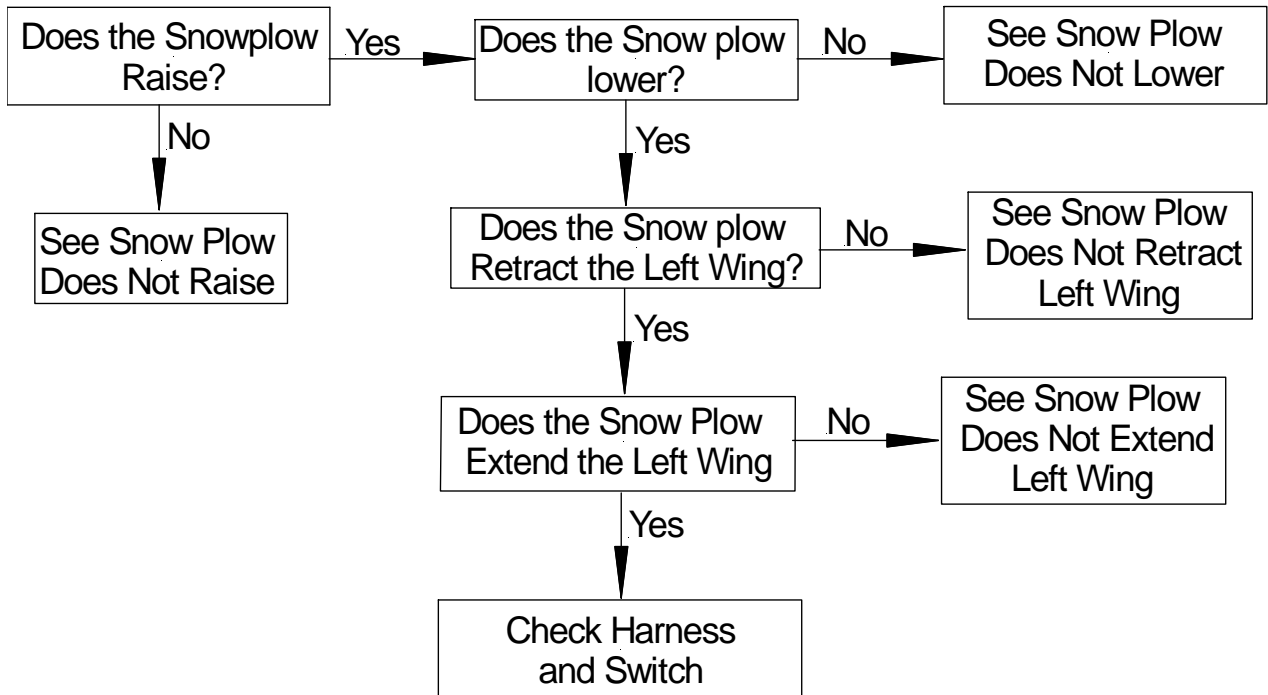 Does the Snowplow
Raise?
Yes
Does the Snow plow
lower?
No
See Snow Plow
Does Not Lower
No
Yes
See Snow Plow
Does Not Raise
Does the Snow plow
Retract the Left Wing?
No
See Snow Plow
Does Not Retract
Left Wing
Yes
Does the Snow Plow
Extend the Left Wing
No
See Snow Plow
Does Not Extend
Left Wing
Yes
Check Harness
and Switch